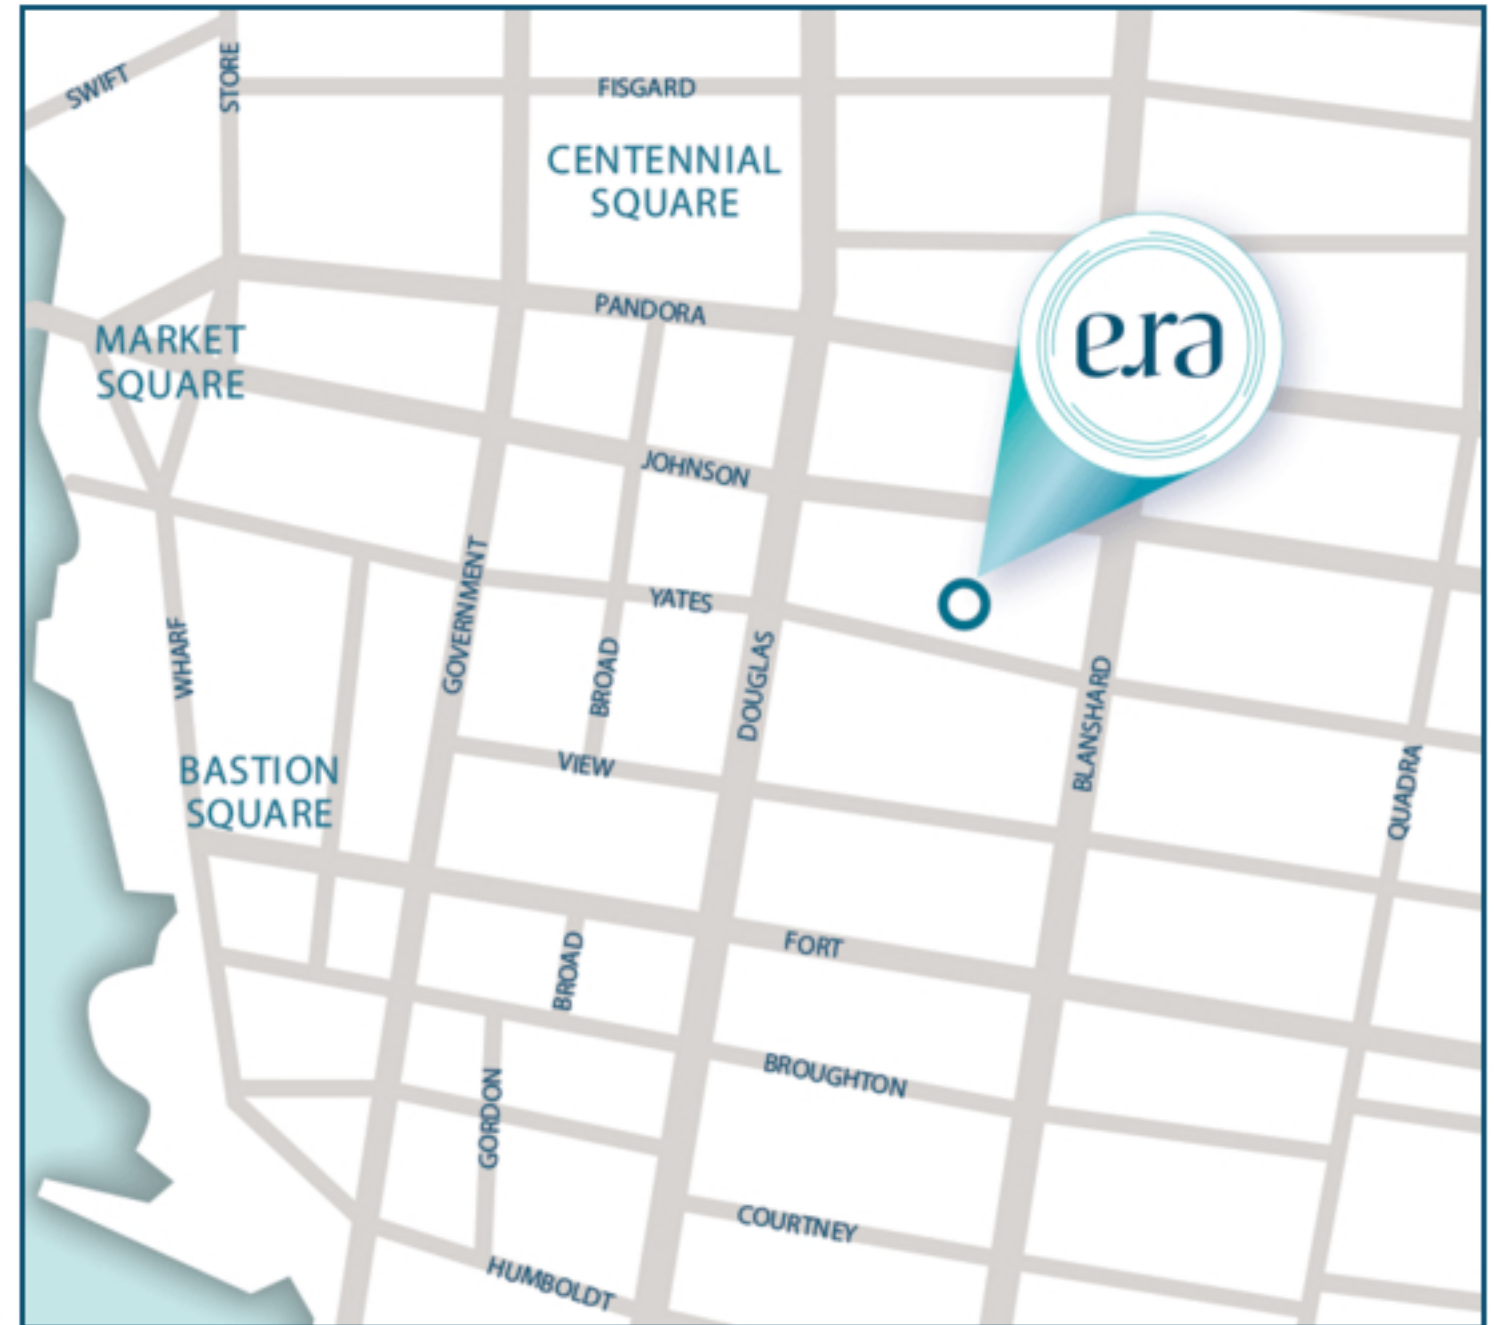 SWIFT
STORE
FISGARD
CENTENNIAL
SQUARE
PANDORA
era
MARKET
SQUARE
JOHNSON
GOVERNMENT
YATES
WHARF
BROAD
DOUGLAS
BLANSHARD
QUADRA
BASTION
SQUARE
VIEW
FORT
BROAD
BROUGHTON
GORDON
COURTNEY
HUMBOLDT